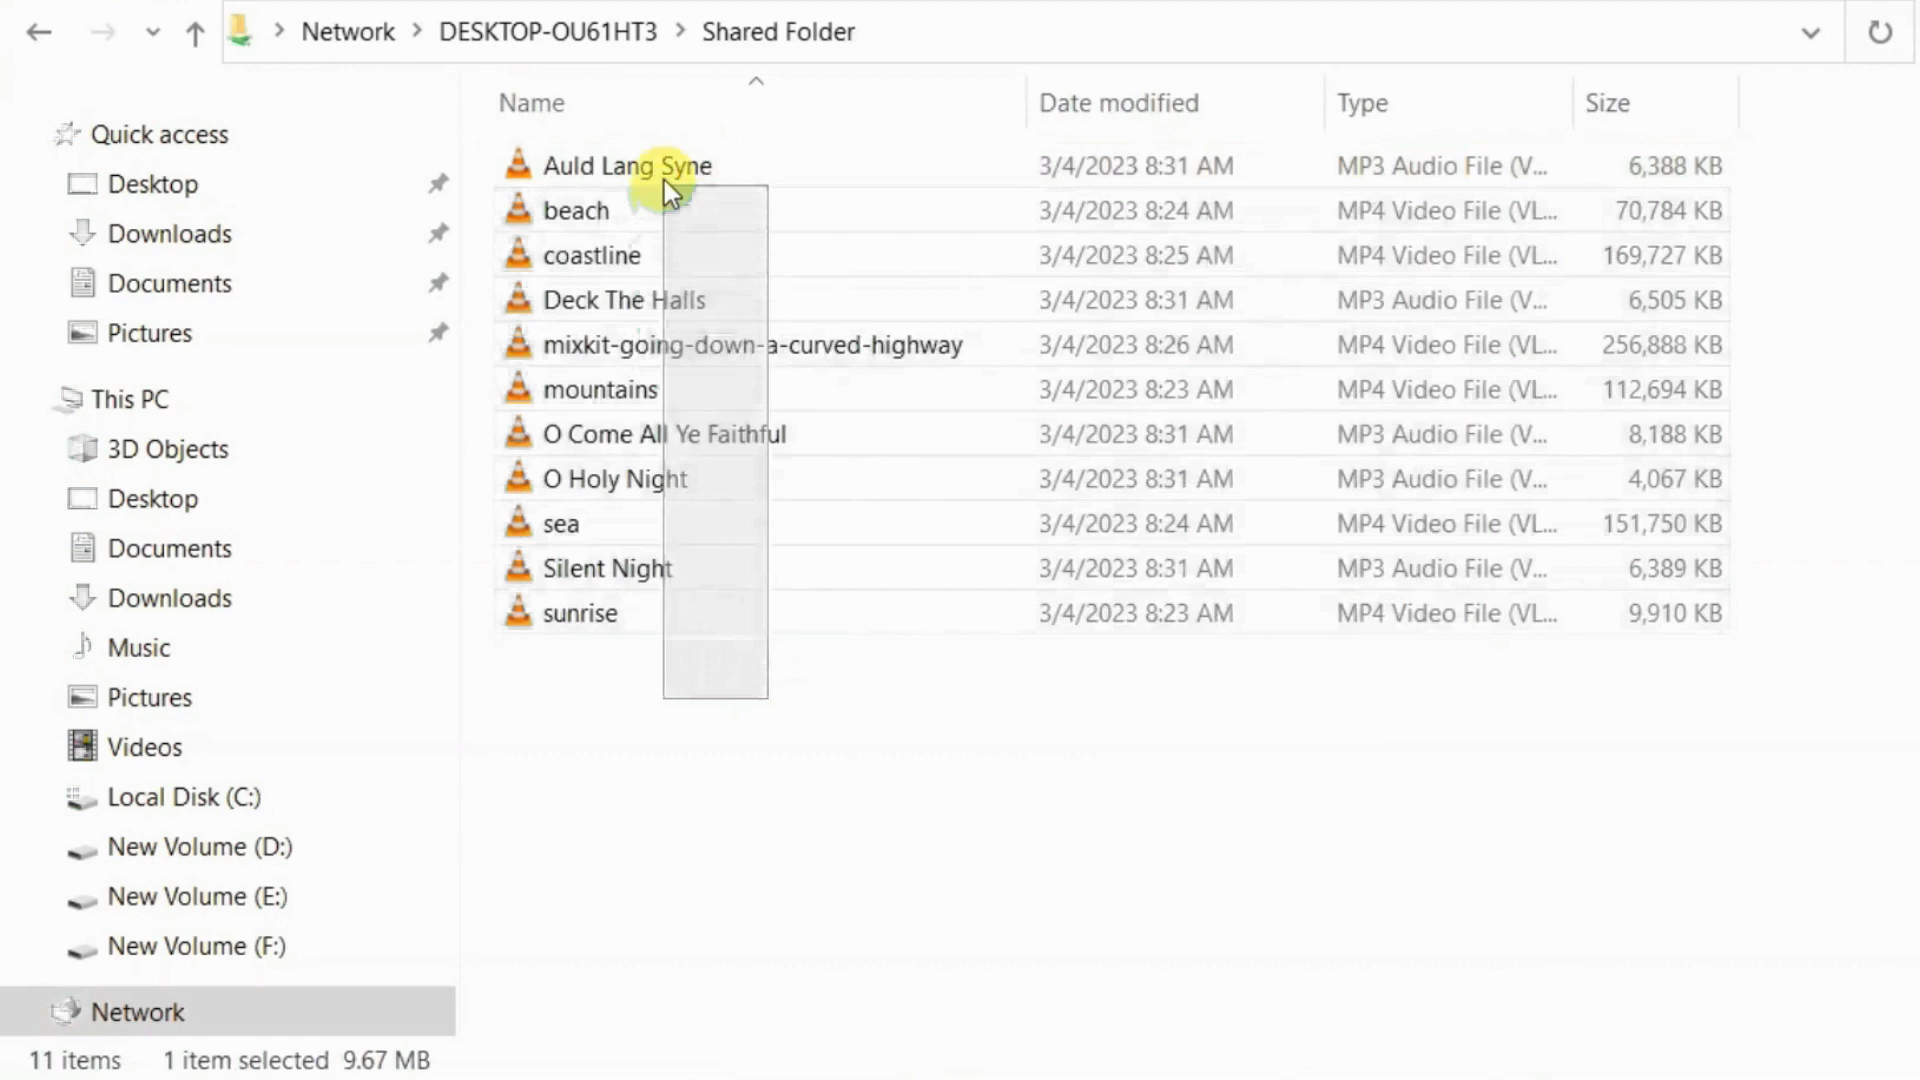 Network > DESKTOP-OU61HT3 > Shared Folder
Name Date modified Type Size
Quick access
Desktop
Downloads
Documents
Pictures
This PC
3D Objects
Desktop
Documents
Downloads
Music
Pictures
Videos
Local Disk (C:)
New Volume (D:)
New Volume (E:)
New Volume (F:)
Network
Auld Lang Syne 3/4/2023 8:31 AM MP3 Audio File (V... 6,388 KB
beach 3/4/2023 8:24 AM MP4 Video File (VL... 70,784 KB
coastline 3/4/2023 8:25 AM MP4 Video File (VL... 169,727 KB
Deck The Halls 3/4/2023 8:31 AM MP3 Audio File (V... 6,505 KB
mixkit-going-down-a-curved-highway 3/4/2023 8:26 AM MP4 Video File (VL... 256,888 KB
mountains 3/4/2023 8:23 AM MP4 Video File (VL... 112,694 KB
O Come All Ye Faithful 3/4/2023 8:31 AM MP3 Audio File (V... 8,188 KB
O Holy Night 3/4/2023 8:31 AM MP3 Audio File (V... 4,067 KB
sea 3/4/2023 8:24 AM MP4 Video File (VL... 151,750 KB
Silent Night 3/4/2023 8:31 AM MP3 Audio File (V... 6,389 KB
sunrise 3/4/2023 8:23 AM MP4 Video File (VL... 9,910 KB
11 items 1 item selected 9.67 MB